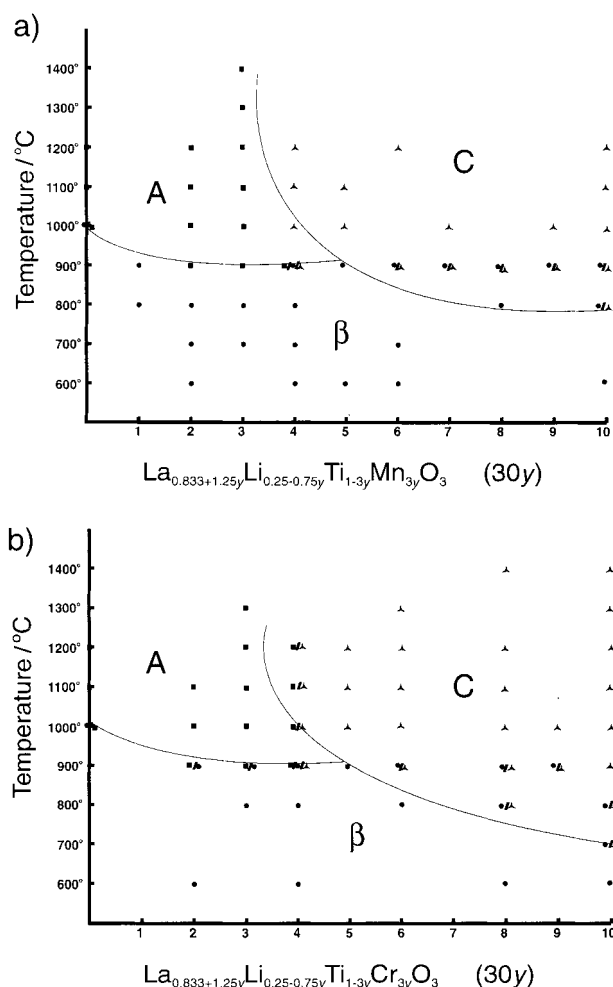 a)
Temperature / °C
1400°
1300°
1200°
1100°
1000°
900°
800°
700°
600°
A
C
β
1 2 3 4 5 6 7 8 9 10
La0.833+1.25yLi0.25-0.75yTi1-3yMn3yO3 (30y)
b)
Temperature / °C
1400°
1300°
1200°
1100°
1000°
900°
800°
700°
600°
A
C
β
1 2 3 4 5 6 7 8 9 10
La0.833+1.25yLi0.25-0.75yTi1-3yCr3yO3 (30y)